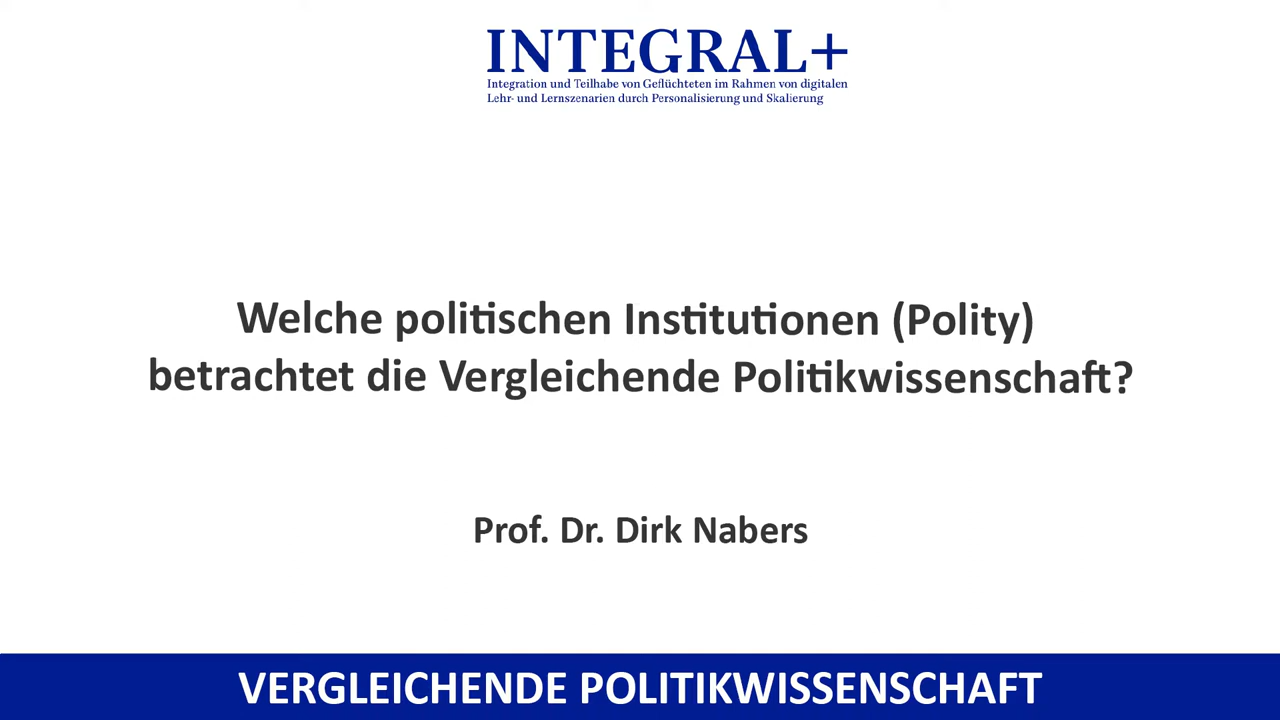 INTEGRAL+
Integration und Teilhabe von Geflüchteten im Rahmen von digitalen
Lehr- und Lernszenarien durch Personalisierung und Skalierung
Welche politischen Institutionen (Polity)
betrachtet die Vergleichende Politikwissenschaft?
Prof. Dr. Dirk Nabers
VERGLEICHENDE POLITIKWISSENSCHAFT